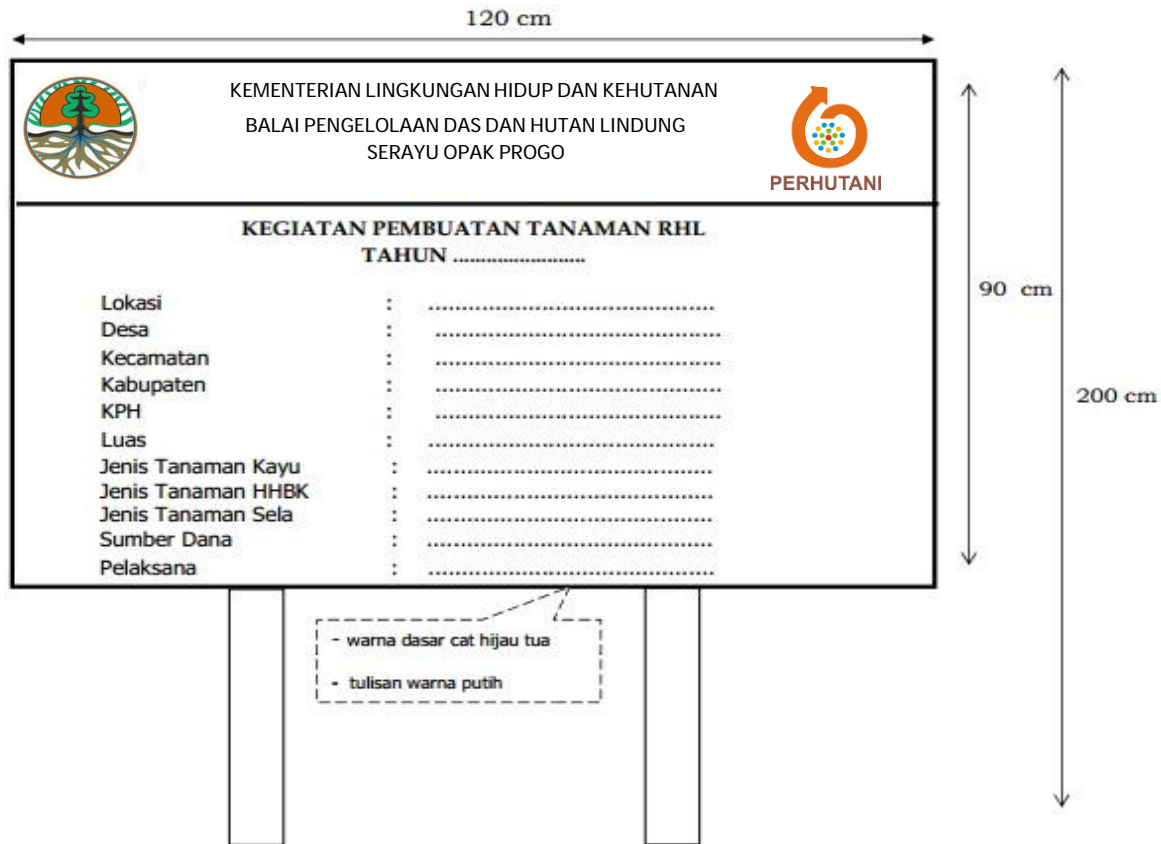 120 cm
KEMENTERIAN LINGKUNGAN HIDUP DAN KEHUTANAN
BALAI PENGELOLAAN DAS DAN HUTAN LINDUNG
SERAYU OPAK PROGO
PERHUTANI
KEGIATAN PEMBUATAN TANAMAN RHL
TAHUN ........................
Lokasi : ...........................................
Desa : ...........................................
Kecamatan : ...........................................
Kabupaten : ...........................................
KPH : ...........................................
Luas : ...........................................
Jenis Tanaman Kayu : ...........................................
Jenis Tanaman HHBK : ...........................................
Jenis Tanaman Sela : ...........................................
Sumber Dana : ...........................................
Pelaksana : ...........................................
90 cm
200 cm
- warna dasar cat hijau tua
- tulisan warna putih